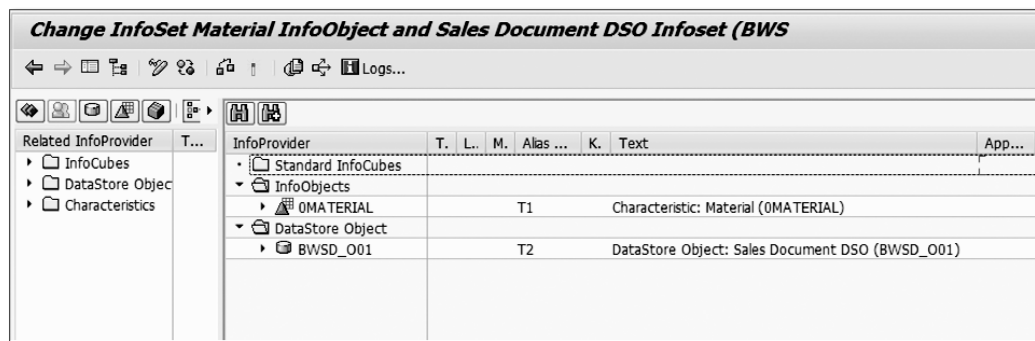 Change InfoSet Material InfoObject and Sales Document DSO Infoset (BWS
Logs...
Related InfoProvider T...
InfoCubes
DataStore Objec
Characteristics
InfoProvider T. L.. M. Alias ... K. Text App...
Standard InfoCubes
InfoObjects
0MATERIAL T1 Characteristic: Material (0MATERIAL)
DataStore Object
BWSD_O01 T2 DataStore Object: Sales Document DSO (BWSD_O01)